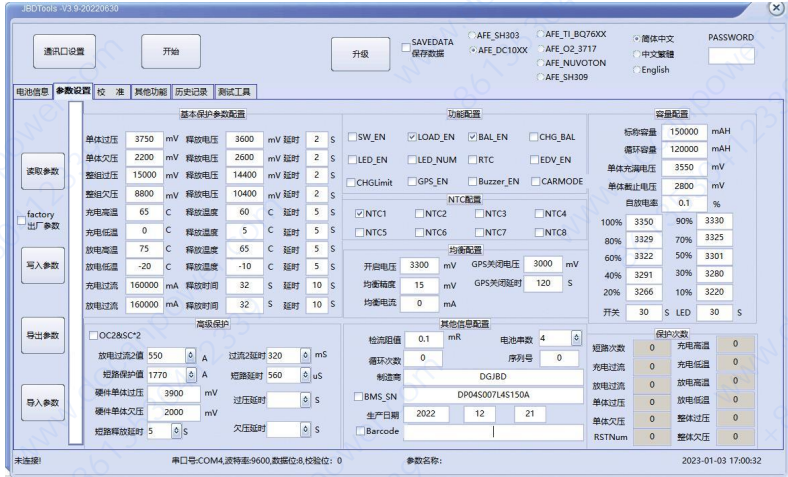 JBDTools -V3.9-20220630
通讯口设置 开始 升级 SAVEDATA 保存数据 AFE_SH303 AFE_DC10XX AFE_TI_BQ76XX AFE_O2_3717 AFE_NUVOTON AFE_SH309 简体中文 中文繁體 English PASSWORD
电池信息 参数设置 校 准 其他功能 历史记录 测试工具
读取参数
factory
出厂参数
写入参数
导出参数
导入参数
基本保护参数配置
单体过压 3750 mV 释放电压 3600 mV 延时 2 S
单体欠压 2200 mV 释放电压 2600 mV 延时 2 S
整组过压 15000 mV 释放电压 14400 mV 延时 2 S
整组欠压 8800 mV 释放电压 10400 mV 延时 2 S
充电高温 65 C 释放温度 60 C 延时 5 S
充电低温 0 C 释放温度 5 C 延时 5 S
放电高温 75 C 释放温度 65 C 延时 5 S
放电低温 -20 C 释放温度 -10 C 延时 5 S
充电过流 160000 mA 释放时间 32 S 延时 10 S
放电过流 160000 mA 释放时间 32 S 延时 10 S
高级保护
OC2&SC*2
放电过流2值 550 A 过流2延时 320 mS
短路保护值 1770 A 短路延时 560 uS
硬件单体过压 3900 mV 过压延时 S
硬件单体欠压 2000 mV
短路释放延时 5 S 欠压延时 S
功能配置
SW_EN LOAD_EN BAL_EN CHG_BAL
LED_EN LED_NUM RTC EDV_EN
CHGLimit GPS_EN Buzzer_EN CARMODE
NTC配置
NTC1 NTC2 NTC3 NTC4
NTC5 NTC6 NTC7 NTC8
均衡配置
开启电压 3300 mV GPS关闭电压 3000 mV
均衡精度 15 mV GPS关闭延时 120 S
均衡电流 0 mA
其他信息配置
检流阻值 0.1 mR 电池串数 4
循环次数 0 序列号 0
制造商 DGJBD
BMS_SN DP04S007L4S150A
生产日期 2022 12 21
Barcode
容量配置
标称容量 150000 mAH
循环容量 120000 mAH
单体充满电压 3550 mV
单体截止电压 2800 mV
自放电率 0.1 %
100% 3350 90% 3330
80% 3329 70% 3325
60% 3322 50% 3301
40% 3291 30% 3280
20% 3266 10% 3220
开关 30 S LED 30 S
保护次数
短路次数 0 充电高温 0
充电过流 0 充电低温 0
放电过流 0 放电高温 0
单体过压 0 放电低温 0
单体欠压 0 整体过压 0
RSTNum 0 整体欠压 0
未连接! 串口号:COM4,波特率:9600,数据位:8,校验位: 0 参数名称: 2023-01-03 17:00:32